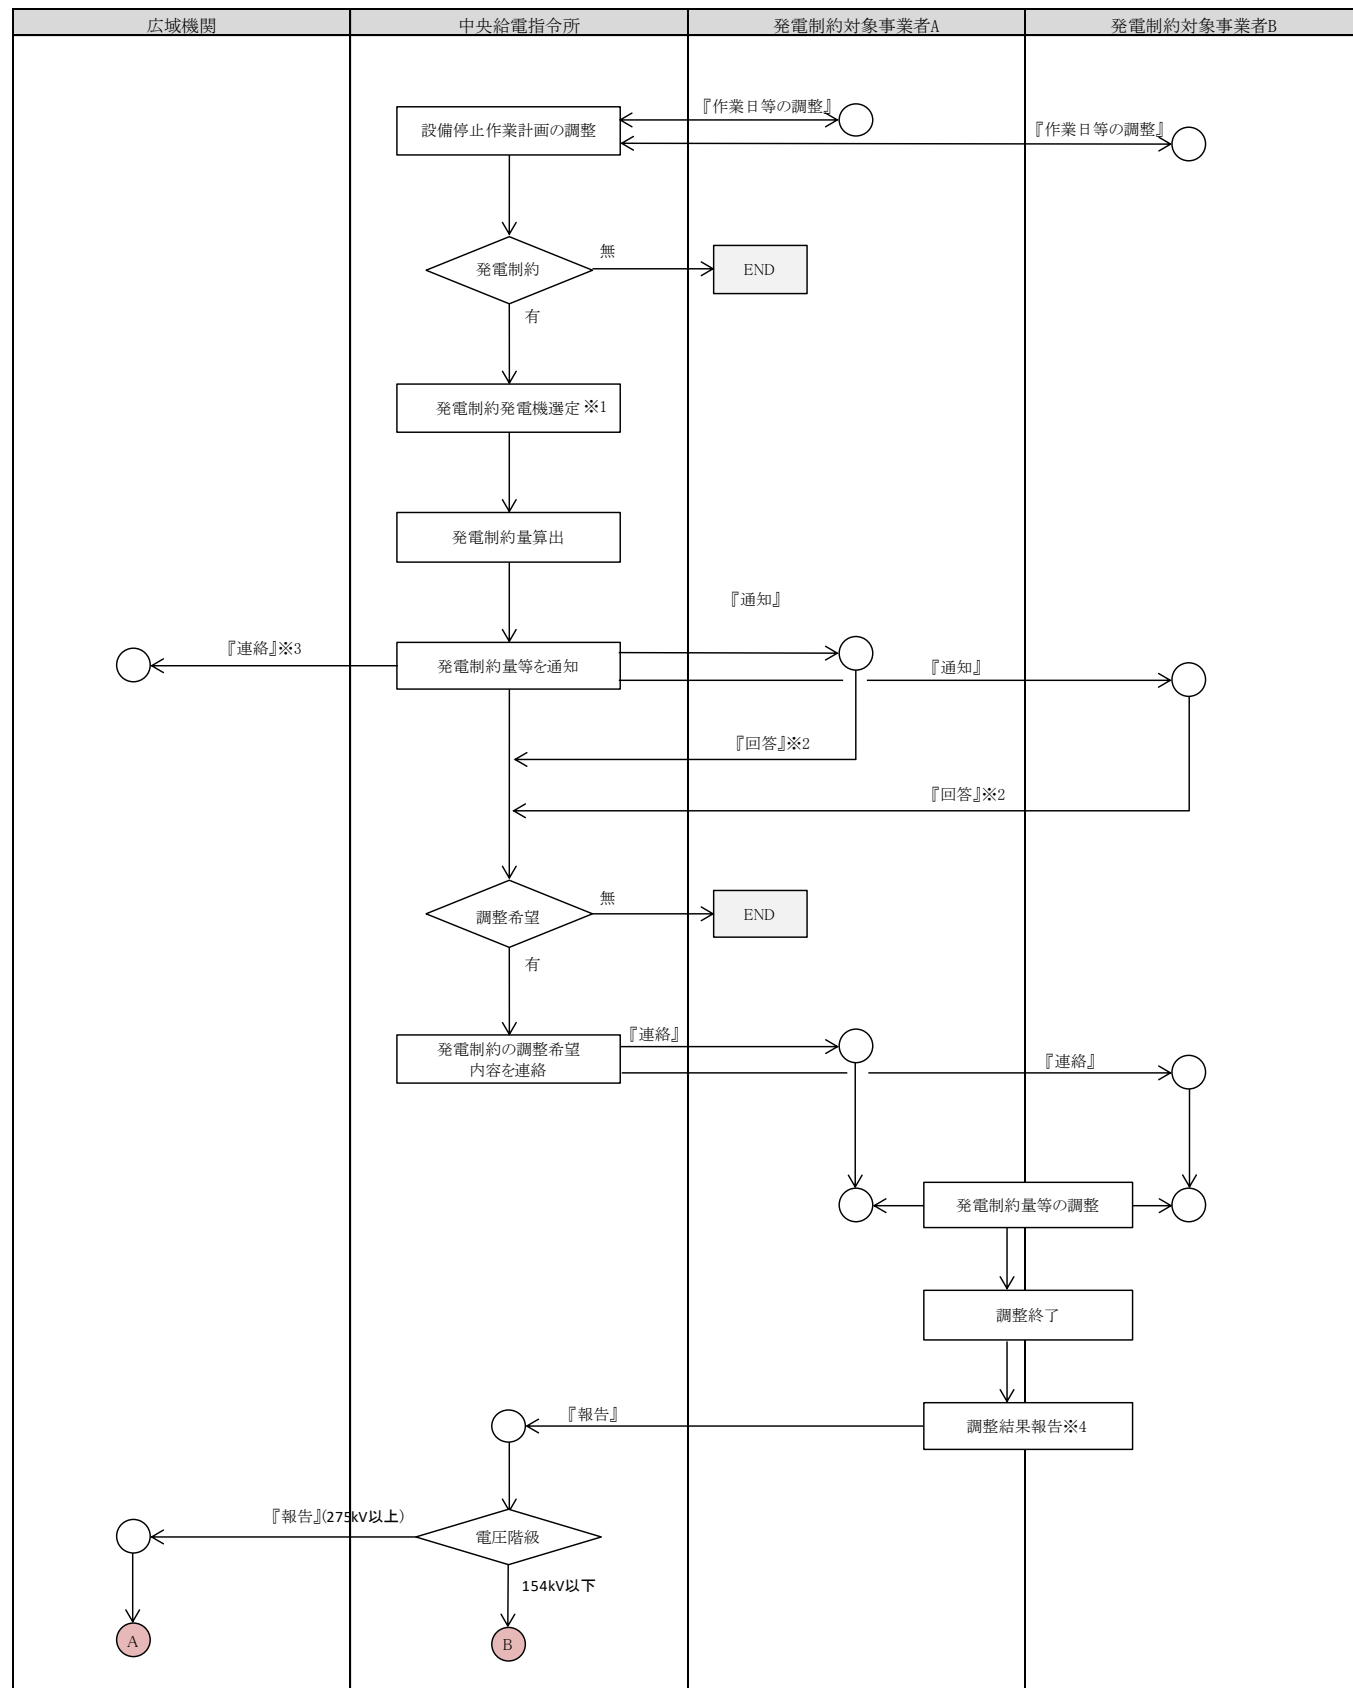 広域機関
中央給電指令所
発電制約対象事業者A
発電制約対象事業者B
『作業日等の調整』
設備停止作業計画の調整
『作業日等の調整』
無
発電制約
END
有
発電制約発電機選定※1
発電制約量算出
『通知』
『連絡』※3
発電制約量等を通知
『通知』
『回答』※2
『回答』※2
無
調整希望
END
有
『連絡』
発電制約の調整希望
内容を連絡
『連絡』
発電制約量等の調整
調整終了
『報告』
調整結果報告※4
『報告』(275kV以上)
電圧階級
154kV以下
A
B